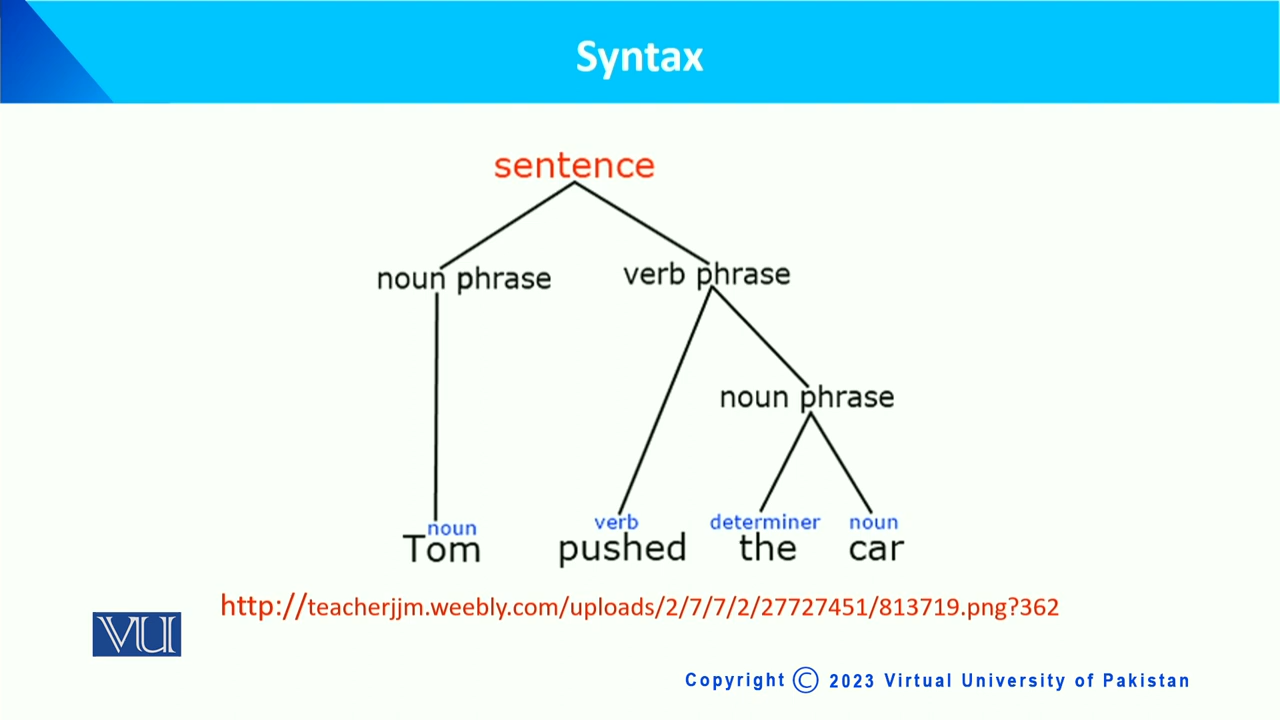 Syntax
sentence
noun phrase verb phrase
noun phrase
noun verb determiner noun
Tom pushed the car
http://teacherjjm.weebly.com/uploads/2/7/7/2/27727451/813719.png?362
VU
Copyright © 2023 Virtual University of Pakistan